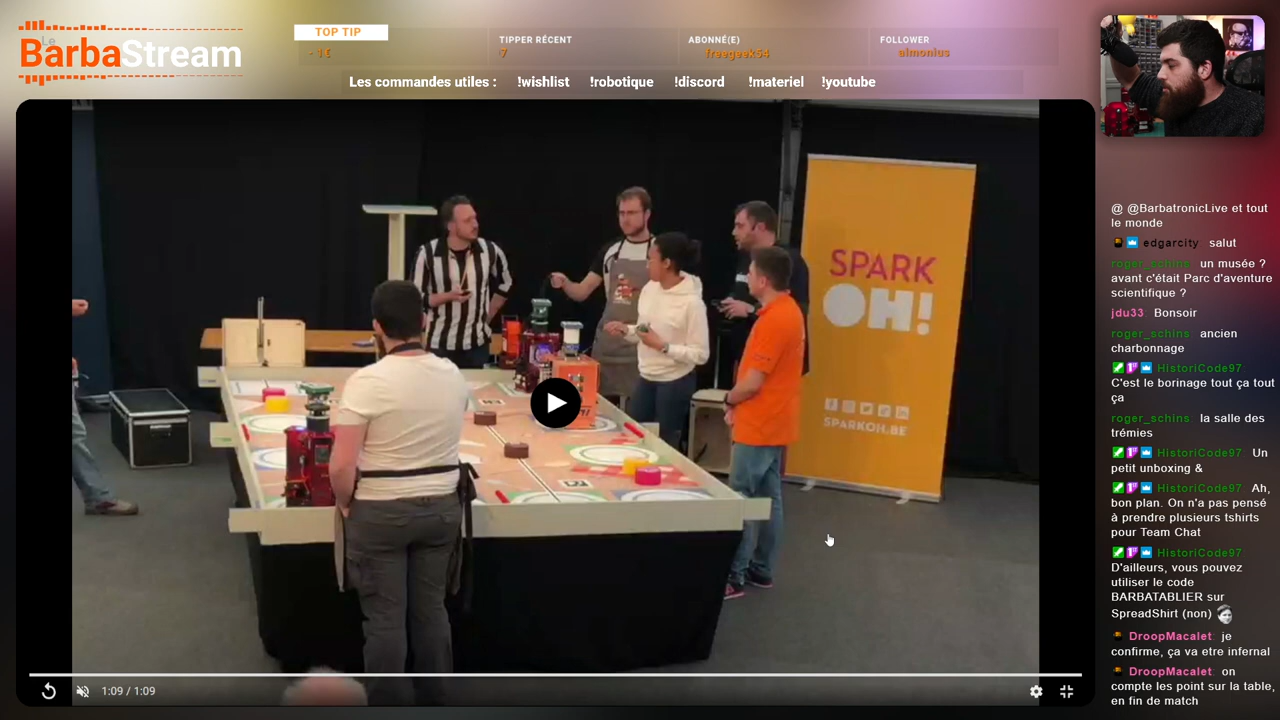 Le
BarbaStream
TOP TIP
- 1€
TIPPER RÉCENT
7
ABONNÉ(E)
freegeek54
FOLLOWER
aimonius
Les commandes utiles : !wishlist !robotique !discord !materiel !youtube
SPARK
OH!
SPARKOH.BE
1:09 / 1:09
@ @BarbatronicLive et tout
le monde
edgarcity salut
roger_schins un musée ?
avant c'était Parc d'aventure
scientifique ?
jdu33 Bonsoir
roger_schins ancien
charbonnage
HistoriCode97
C'est le borinage tout ça tout
ça
roger_schins la salle des
trémies
HistoriCode97 Un
petit unboxing &
HistoriCode97 Ah,
bon plan. On n'a pas pensé
à prendre plusieurs tshirts
pour Team Chat
HistoriCode97
D'ailleurs, vous pouvez
utiliser le code
BARBATABLIER sur
SpreadShirt (non)
DroopMacalet: je
confirme, ça va etre infernal
DroopMacalet: on
compte les point sur la table,
en fin de match